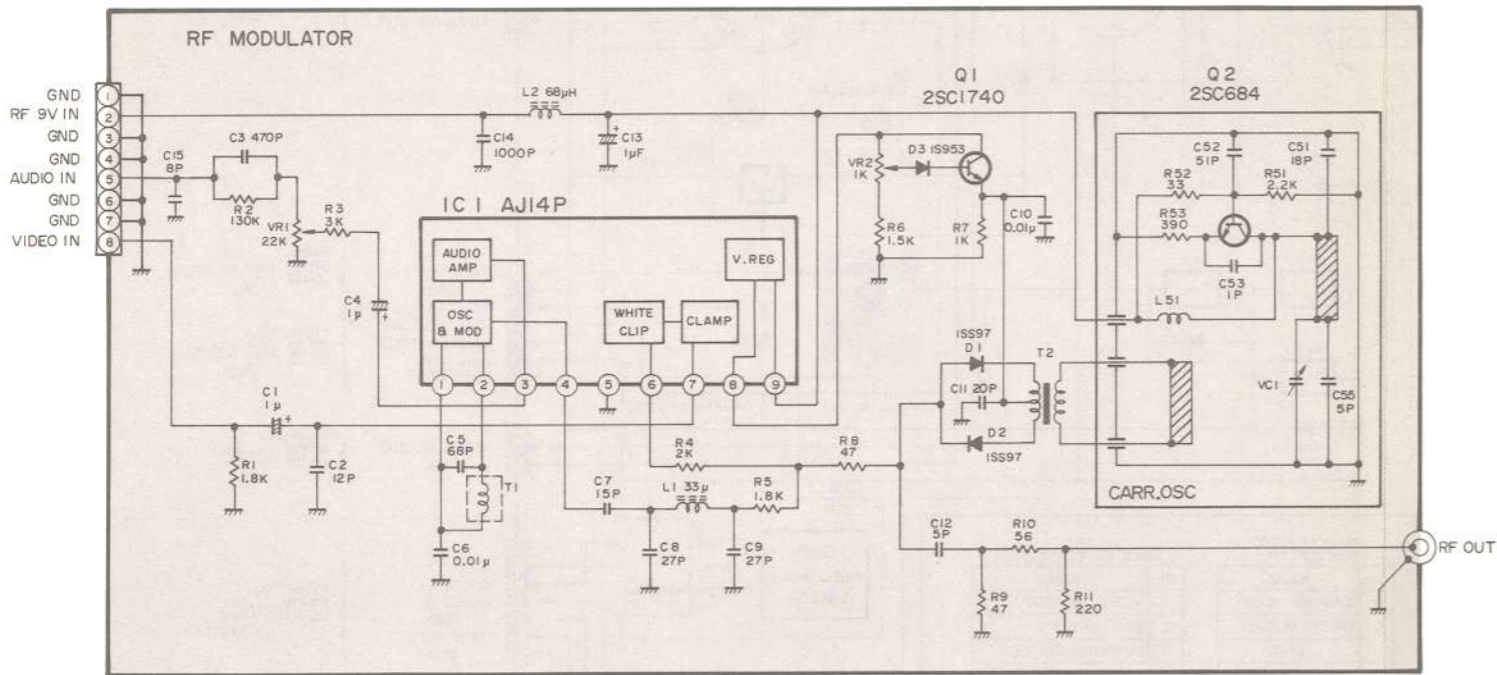 RF MODULATOR
GND
1
RF 9V IN
2
GND
3
GND
4
AUDIO IN
5
GND
6
GND
7
VIDEO IN
8
C15
8P
C3 470P
R2
130K
VR1
22K
R3
3K
C4
1μ
+
L2 68μH
C14
1000P
+
C13
1μF
IC1 AJ14P
AUDIO
AMP
OSC
& MOD
WHITE
CLIP
CLAMP
V.REG
1
2
3
4
5
6
7
8
9
C1
1μ
+
R1
1.8K
C2
12P
C5
68P
T1
C6
0.01μ
C7
15P
L1 33μ
C8
27P
C9
27P
R4
2K
R5
1.8K
R8
47
Q1
2SC1740
VR2
1K
D3 1S953
R6
1.5K
R7
1K
C10
0.01μ
1SS97
D1
C11 20P
D2
1SS97
T2
C12
5P
R9
47
R10
56
R11
220
Q2
2SC684
C52
51P
C51
18P
R52
33
R51
2.2K
R53
390
C53
1P
L51
VC1
C55
5P
CARR.OSC
RF OUT